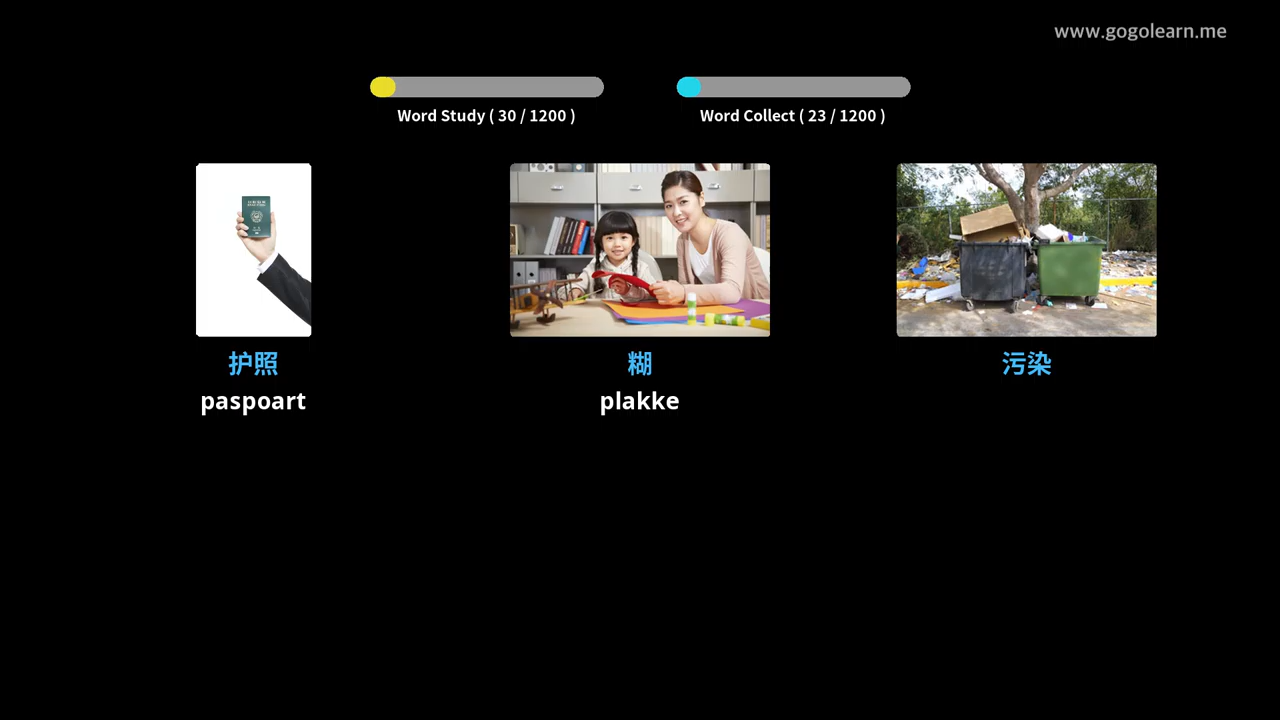 www.gogolearn.me
Word Study ( 30 / 1200 )
Word Collect ( 23 / 1200 )
护照
糊
污染
paspoart
plakke